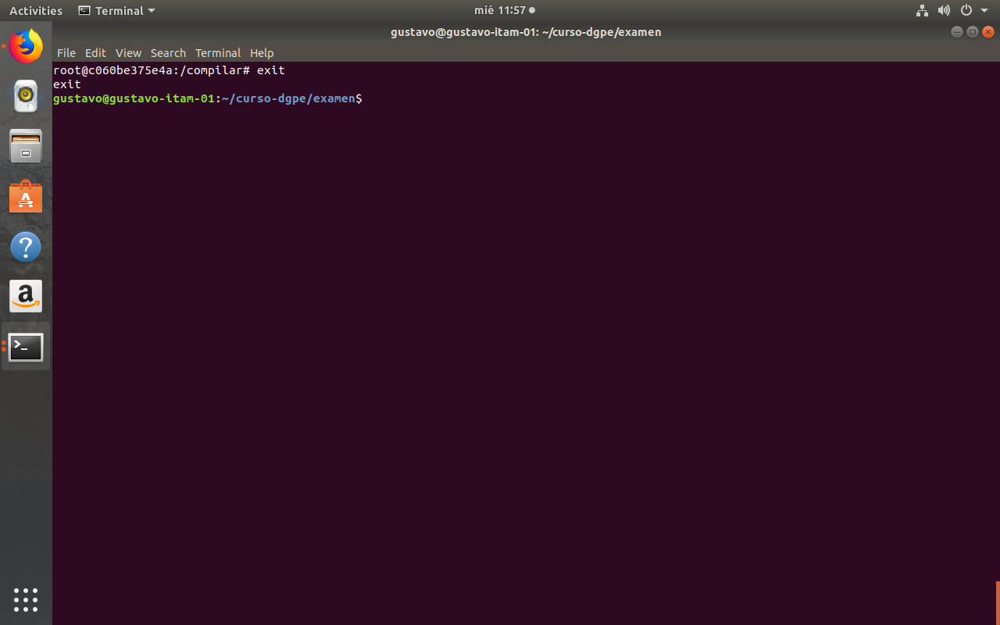 Activities Terminal mié 11:57
gustavo@gustavo-itam-01: ~/curso-dgpe/examen
File Edit View Search Terminal Help
root@c060be375e4a:/compilar# exit
exit
gustavo@gustavo-itam-01:~/curso-dgpe/examen$